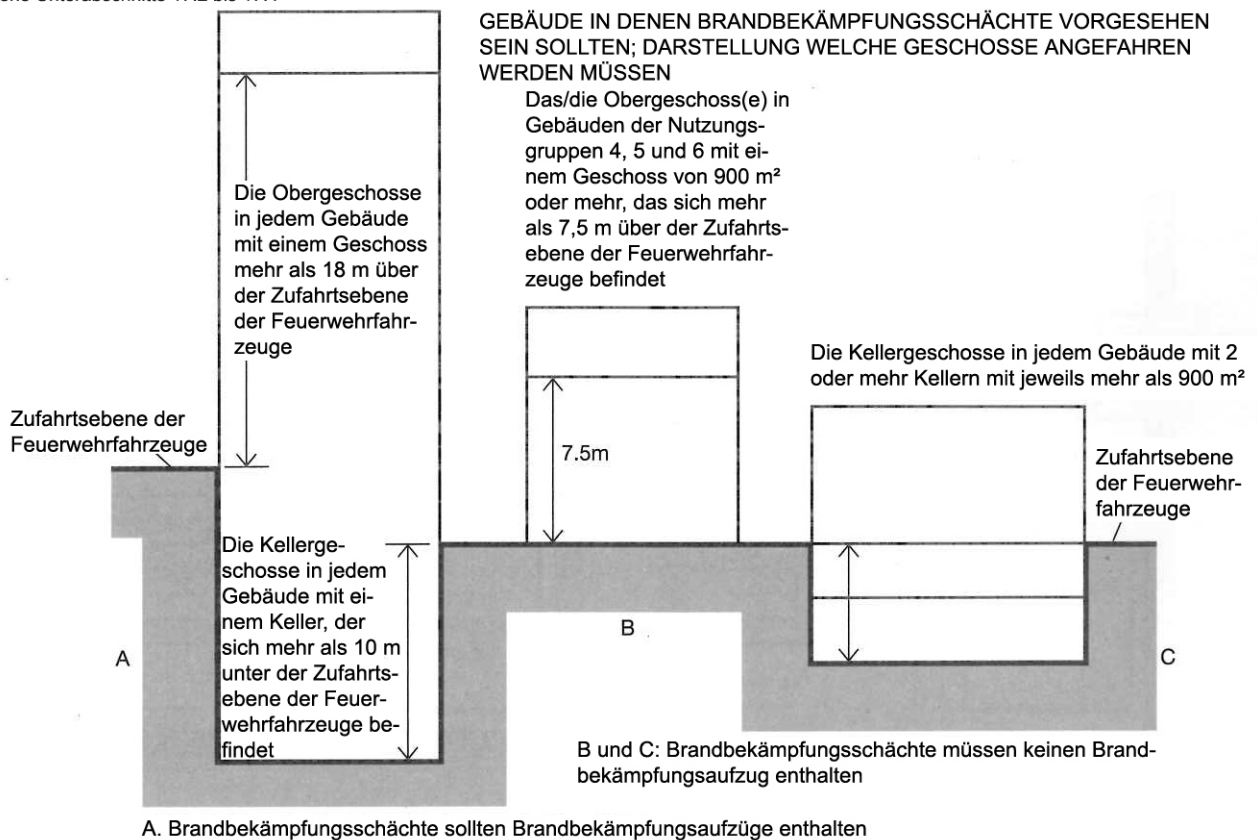 GEBÄUDE IN DENEN BRANDBEKÄMPFUNGSSCHÄCHTE VORGESEHEN
SEIN SOLLTEN; DARSTELLUNG WELCHE GESCHOSSE ANGEFAHREN
WERDEN MÜSSEN
Das/die Obergeschoss(e) in
Gebäuden der Nutzungs-
gruppen 4, 5 und 6 mit ei-
nem Geschoss von 900 m²
oder mehr, das sich mehr
als 7,5 m über der Zufahrts-
ebene der Feuerwehrfahr-
zeuge befindet
Die Obergeschosse
in jedem Gebäude
mit einem Geschoss
mehr als 18 m über
der Zufahrtsebene
der Feuerwehrfahr-
zeuge
Die Kellergeschosse in jedem Gebäude mit 2
oder mehr Kellern mit jeweils mehr als 900 m²
Zufahrtsebene der
Feuerwehrfahrzeuge
7.5m
Zufahrtsebene
der Feuerwehr-
fahrzeuge
Die Kellerge-
schosse in jedem
Gebäude mit ei-
nem Keller, der
sich mehr als 10 m
unter der Zufahrts-
ebene der Feuer-
wehrfahrzeuge be-
findet
A
B
C
B und C: Brandbekämpfungsschächte müssen keinen Brand-
bekämpfungsaufzug enthalten
A. Brandbekämpfungsschächte sollten Brandbekämpfungsaufzüge enthalten